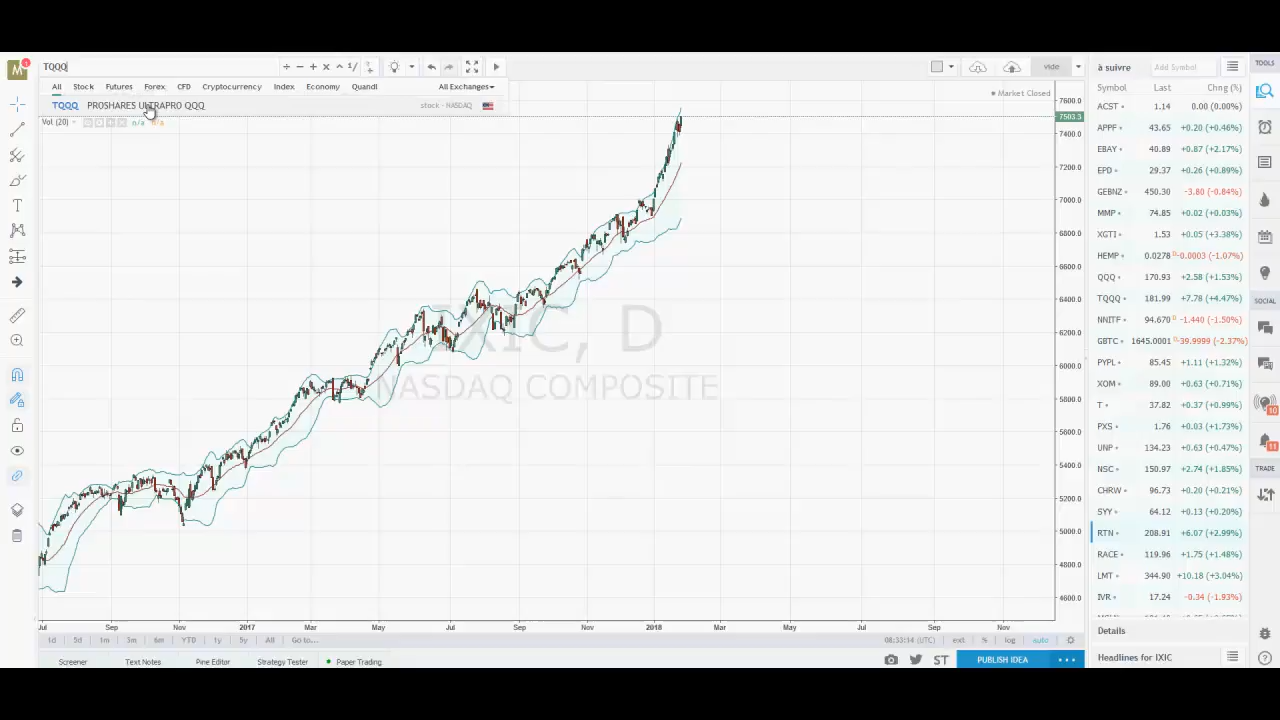 M 1 TQQQ 1/ vide à suivre Add Symbol TOOLS
All Stock Futures Forex CFD Cryptocurrency Index Economy Quandl All Exchanges
TQQQ PROSHARES ULTRAPRO QQQ stock - NASDAQ
Vol (20) n/a n/a
Market Closed
IXIC, D
NASDAQ COMPOSITE
7600.0
7503.3
7400.0
7200.0
7000.0
6800.0
6600.0
6400.0
6200.0
6000.0
5800.0
5600.0
5400.0
5200.0
5000.0
4800.0
4600.0
Jul Sep Nov 2017 Mar May Jul Sep Nov 2018 Mar May Jul Sep Nov
1d 5d 1m 3m 6m YTD 1y 5y All Go to... 08:33:14 (UTC) ext % log auto
Screener Text Notes Pine Editor Strategy Tester Paper Trading ST PUBLISH IDEA
Symbol Last Chng (%)
ACST 1.14 0.00 (0.00%)
APPF 43.65 +0.20 (+0.46%)
EBAY 40.89 +0.87 (+2.17%)
EPD 29.37 +0.26 (+0.89%)
GEBNZ 450.30 -3.80 (-0.84%)
MMP 74.85 +0.02 (+0.03%)
XGTI 1.53 +0.05 (+3.38%)
HEMP 0.0278 D -0.0003 (-1.07%)
QQQ 170.93 +2.58 (+1.53%)
TQQQ 181.99 +7.78 (+4.47%)
SOCIAL
NNITF 94.670 D -1.440 (-1.50%)
GBTC 1645.0001 D -39.9999 (-2.37%)
PYPL 85.45 +1.11 (+1.32%)
XOM 89.00 +0.63 (+0.71%)
T 37.82 +0.37 (+0.99%) 10
PXS 1.76 +0.03 (+1.73%)
UNP 134.23 +0.63 (+0.47%) 11
NSC 150.97 +2.74 (+1.85%) TRADE
CHRW 96.73 +0.20 (+0.21%)
SYY 64.12 +0.13 (+0.20%)
RTN 208.91 +6.07 (+2.99%)
RACE 119.96 +1.75 (+1.48%)
LMT 344.90 +10.18 (+3.04%)
IVR 17.24 -0.34 (-1.93%)
Details
Headlines for IXIC